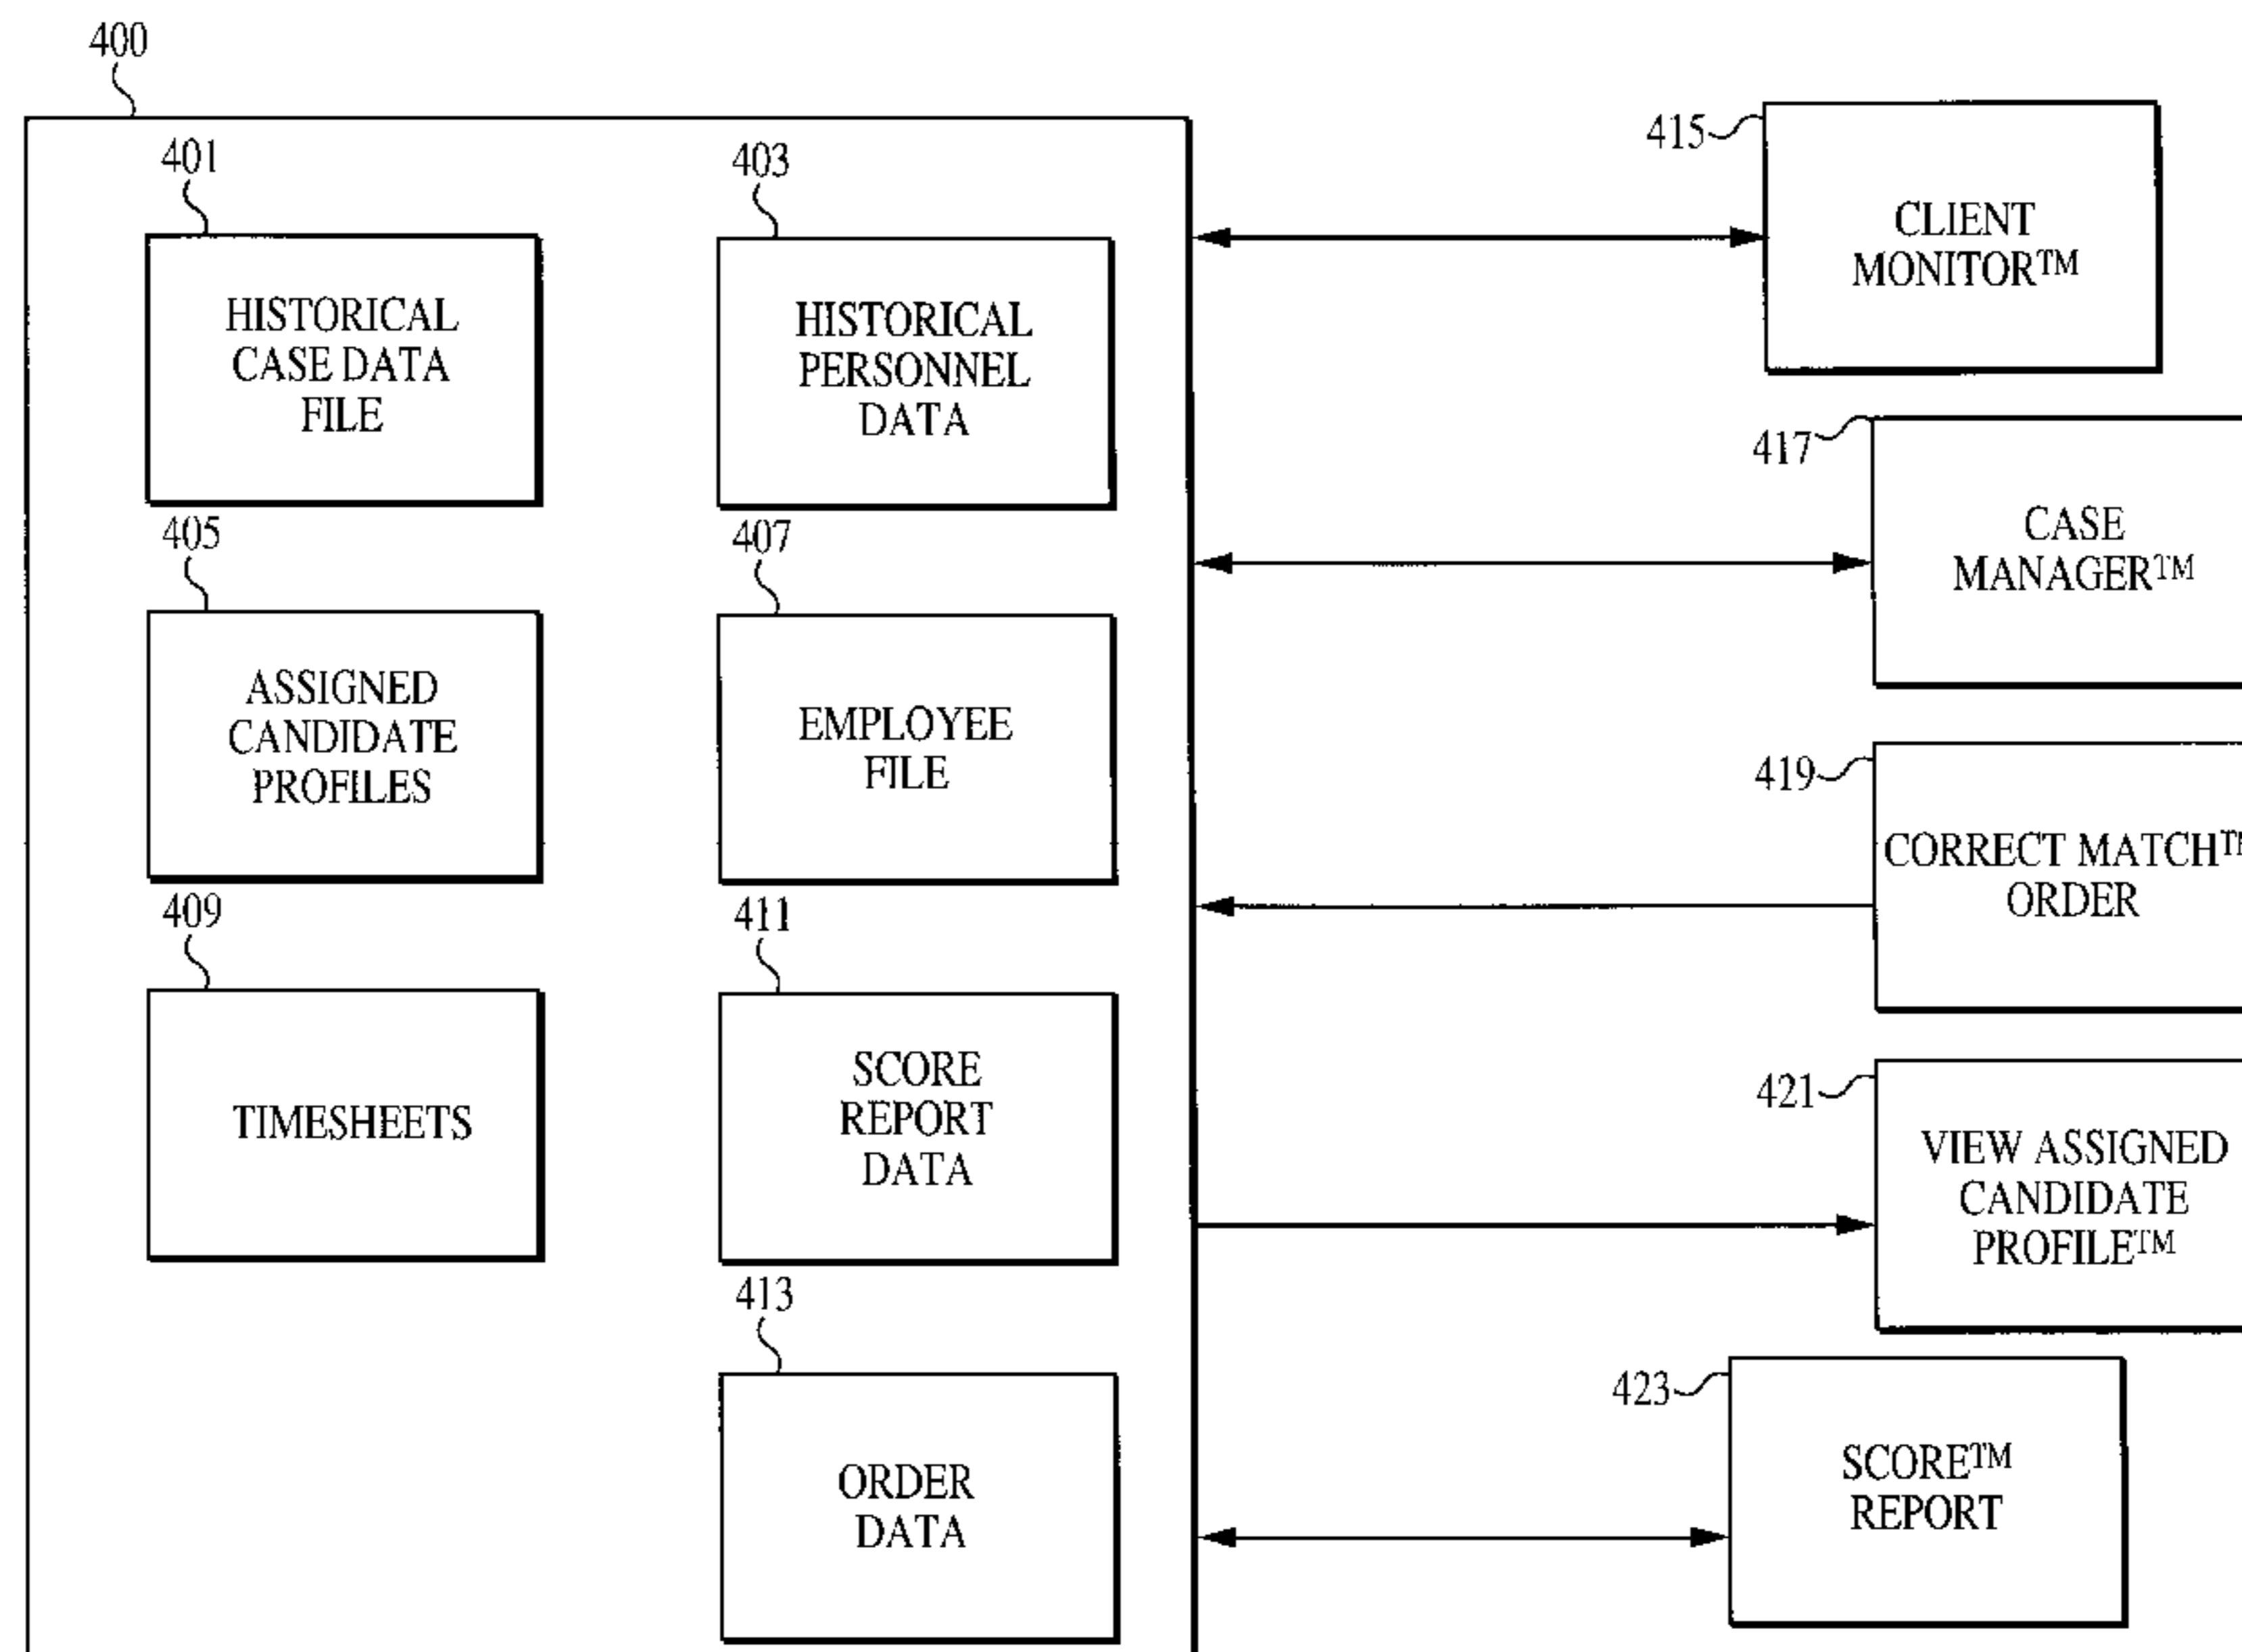 400
401
HISTORICAL
CASE DATA
FILE
403
HISTORICAL
PERSONNEL
DATA
405
ASSIGNED
CANDIDATE
PROFILES
407
EMPLOYEE
FILE
409
TIMESHEETS
411
SCORE
REPORT
DATA
413
ORDER
DATA
415
CLIENT
MONITOR™
417
CASE
MANAGER™
419
CORRECT MATCH™
ORDER
421
VIEW ASSIGNED
CANDIDATE
PROFILE™
423
SCORE™
REPORT